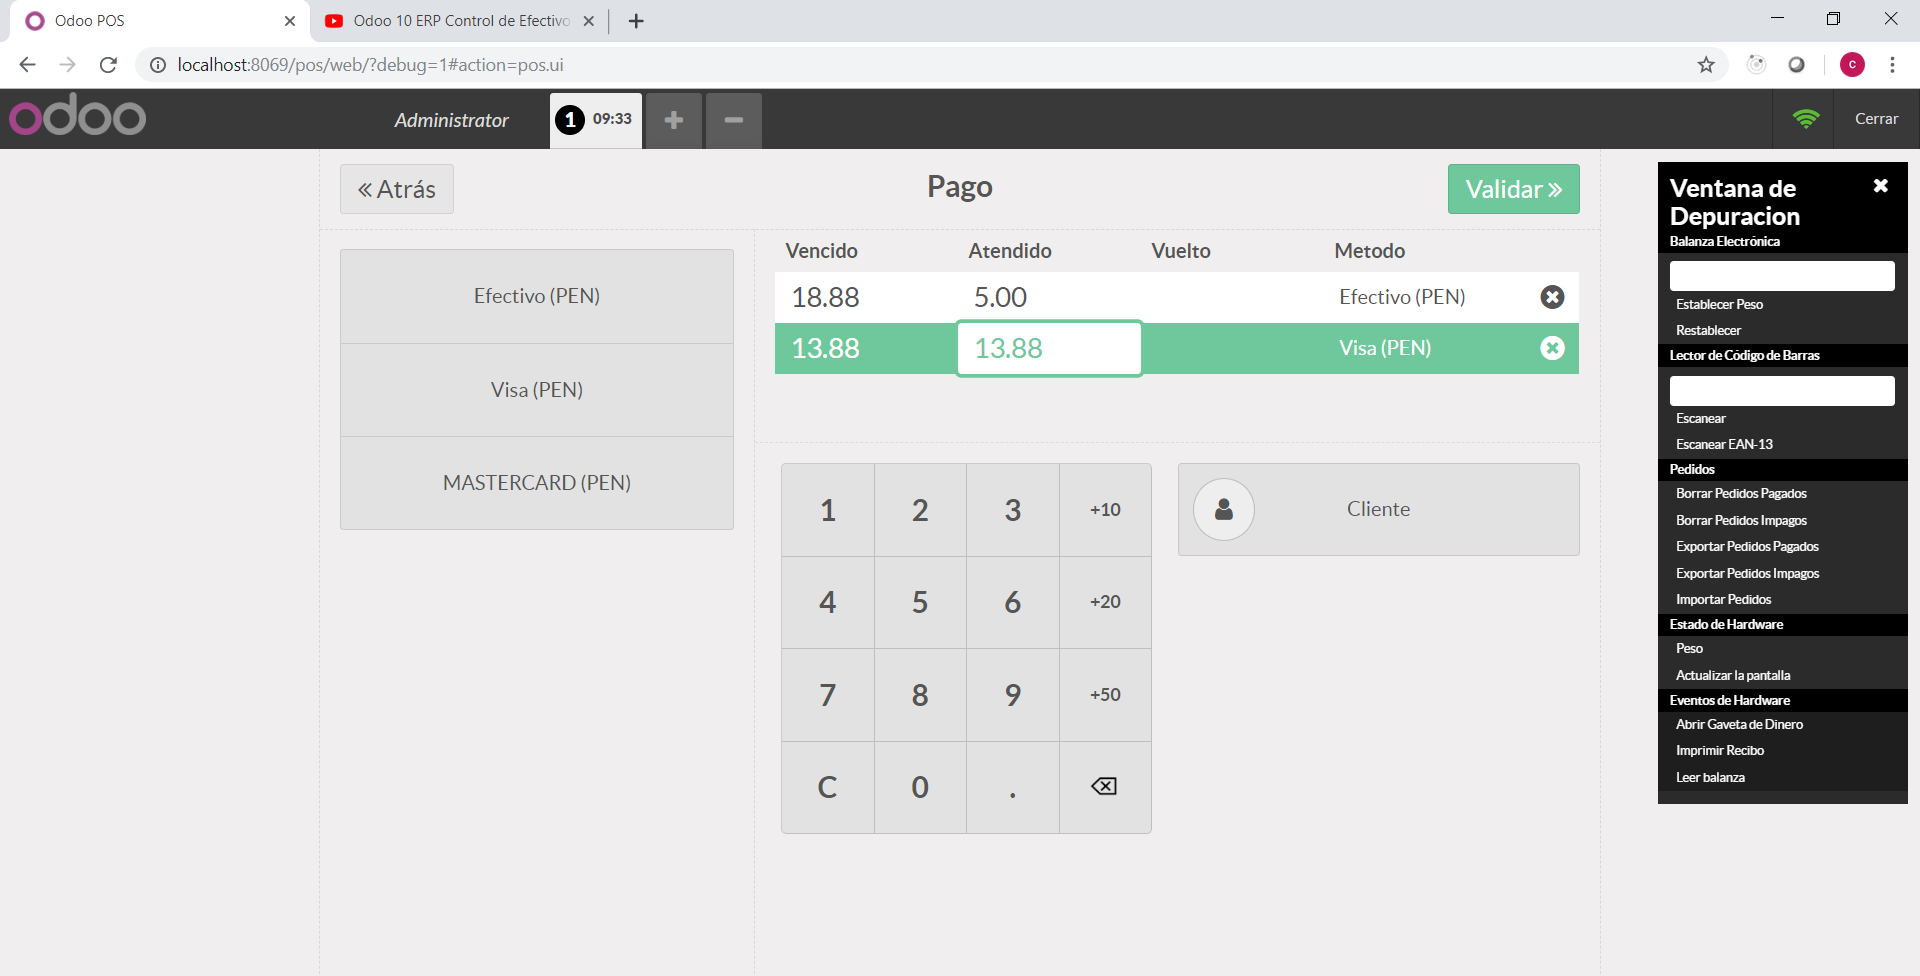 Odoo POS
Odoo 10 ERP Control de Efectivo
localhost:8069/pos/web/?debug=1#action=pos.ui
C
odoo
Administrator
1 09:33
Cerrar
Atrás
Pago
Validar
Efectivo (PEN)
Visa (PEN)
MASTERCARD (PEN)
Vencido Atendido Vuelto Metodo
18.88 5.00 Efectivo (PEN)
13.88 13.88 Visa (PEN)
1 2 3 +10
4 5 6 +20
7 8 9 +50
C 0 .
Cliente
Ventana de
Depuracion
Balanza Electrónica
Establecer Peso
Restablecer
Lector de Código de Barras
Escanear
Escanear EAN-13
Pedidos
Borrar Pedidos Pagados
Borrar Pedidos Impagos
Exportar Pedidos Pagados
Exportar Pedidos Impagos
Importar Pedidos
Estado de Hardware
Peso
Actualizar la pantalla
Eventos de Hardware
Abrir Gaveta de Dinero
Imprimir Recibo
Leer balanza